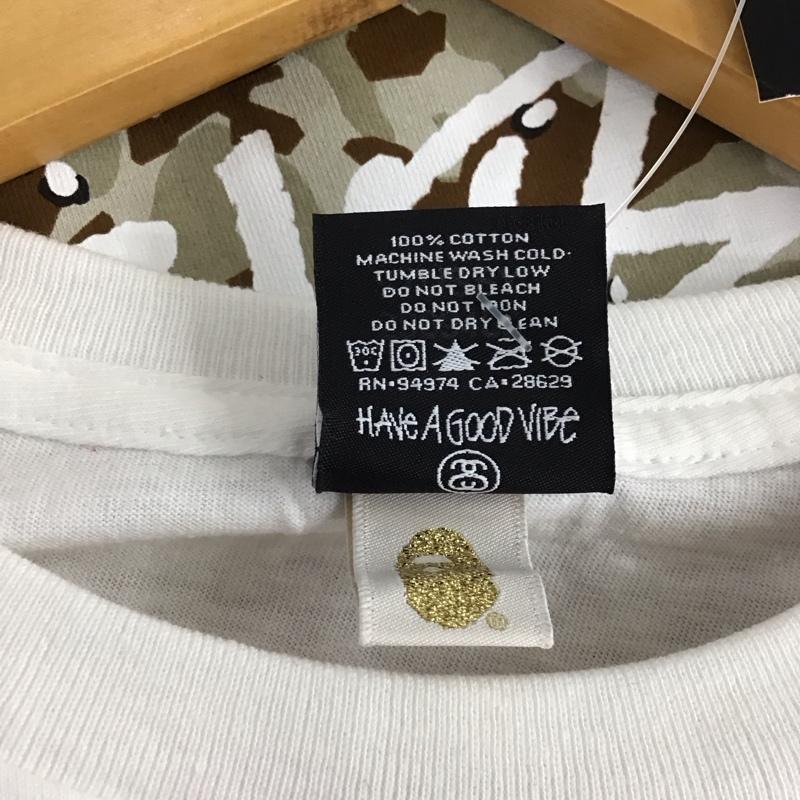 100% COTTON
MACHINE WASH COLD·
TUMBLE DRY LOW
DO NOT BLEACH
DO NOT IRON
DO NOT DRY CLEAN
30C
RN·94974 CA·28629
HAVE A GOOD VIBE
®